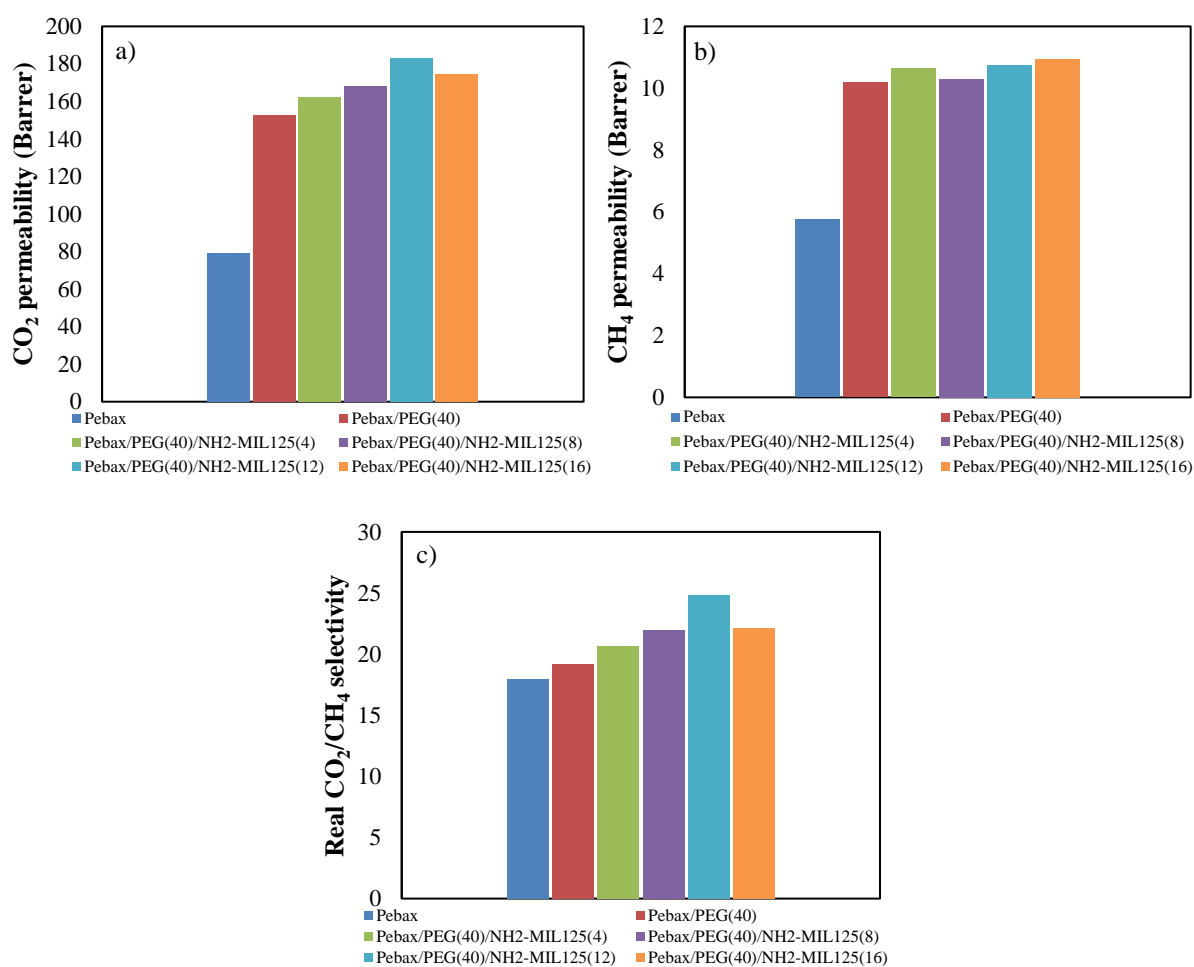 a)
CO2 permeability (Barrer)
200
180
160
140
120
100
80
60
40
20
0
Pebax
Pebax/PEG(40)
Pebax/PEG(40)/NH2-MIL125(4)
Pebax/PEG(40)/NH2-MIL125(8)
Pebax/PEG(40)/NH2-MIL125(12)
Pebax/PEG(40)/NH2-MIL125(16)
b)
CH4 permeability (Barrer)
12
10
8
6
4
2
0
Pebax
Pebax/PEG(40)
Pebax/PEG(40)/NH2-MIL125(4)
Pebax/PEG(40)/NH2-MIL125(8)
Pebax/PEG(40)/NH2-MIL125(12)
Pebax/PEG(40)/NH2-MIL125(16)
c)
Real CO2/CH4 selectivity
30
25
20
15
10
5
0
Pebax
Pebax/PEG(40)
Pebax/PEG(40)/NH2-MIL125(4)
Pebax/PEG(40)/NH2-MIL125(8)
Pebax/PEG(40)/NH2-MIL125(12)
Pebax/PEG(40)/NH2-MIL125(16)